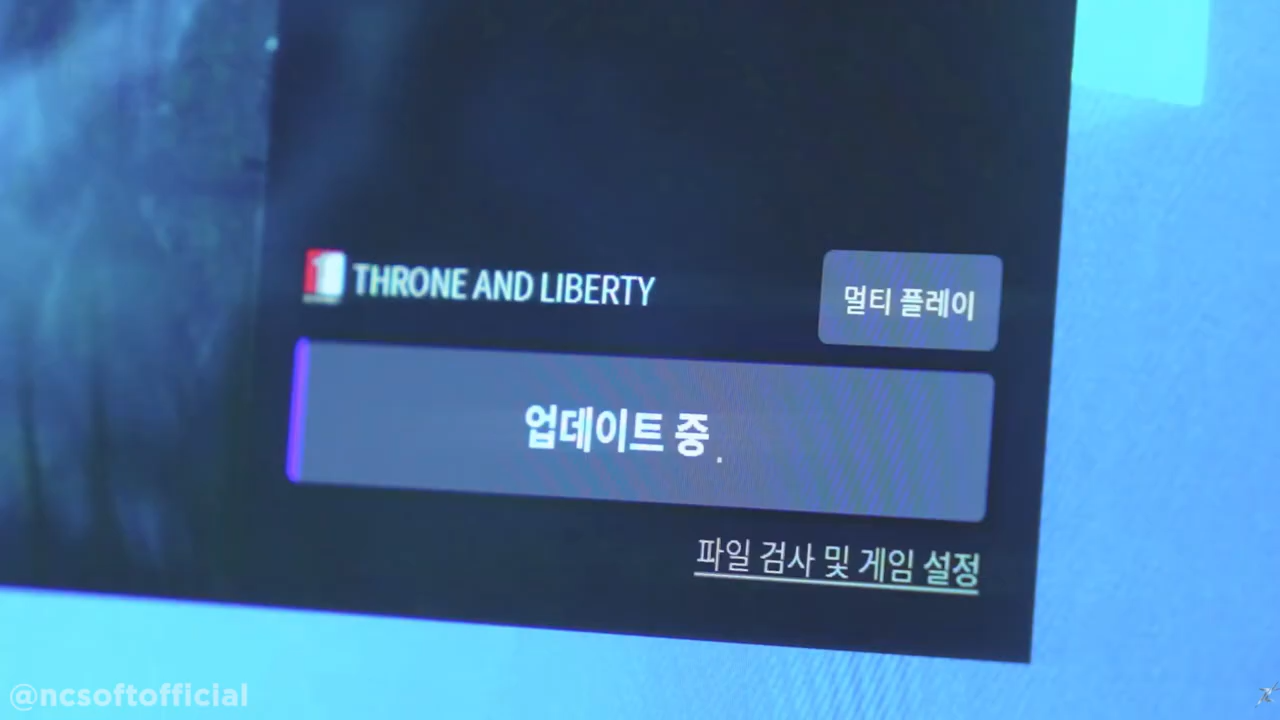 THRONE AND LIBERTY
멀티 플레이
업데이트 중.
파일 검사 및 게임 설정
@ncsoftofficial